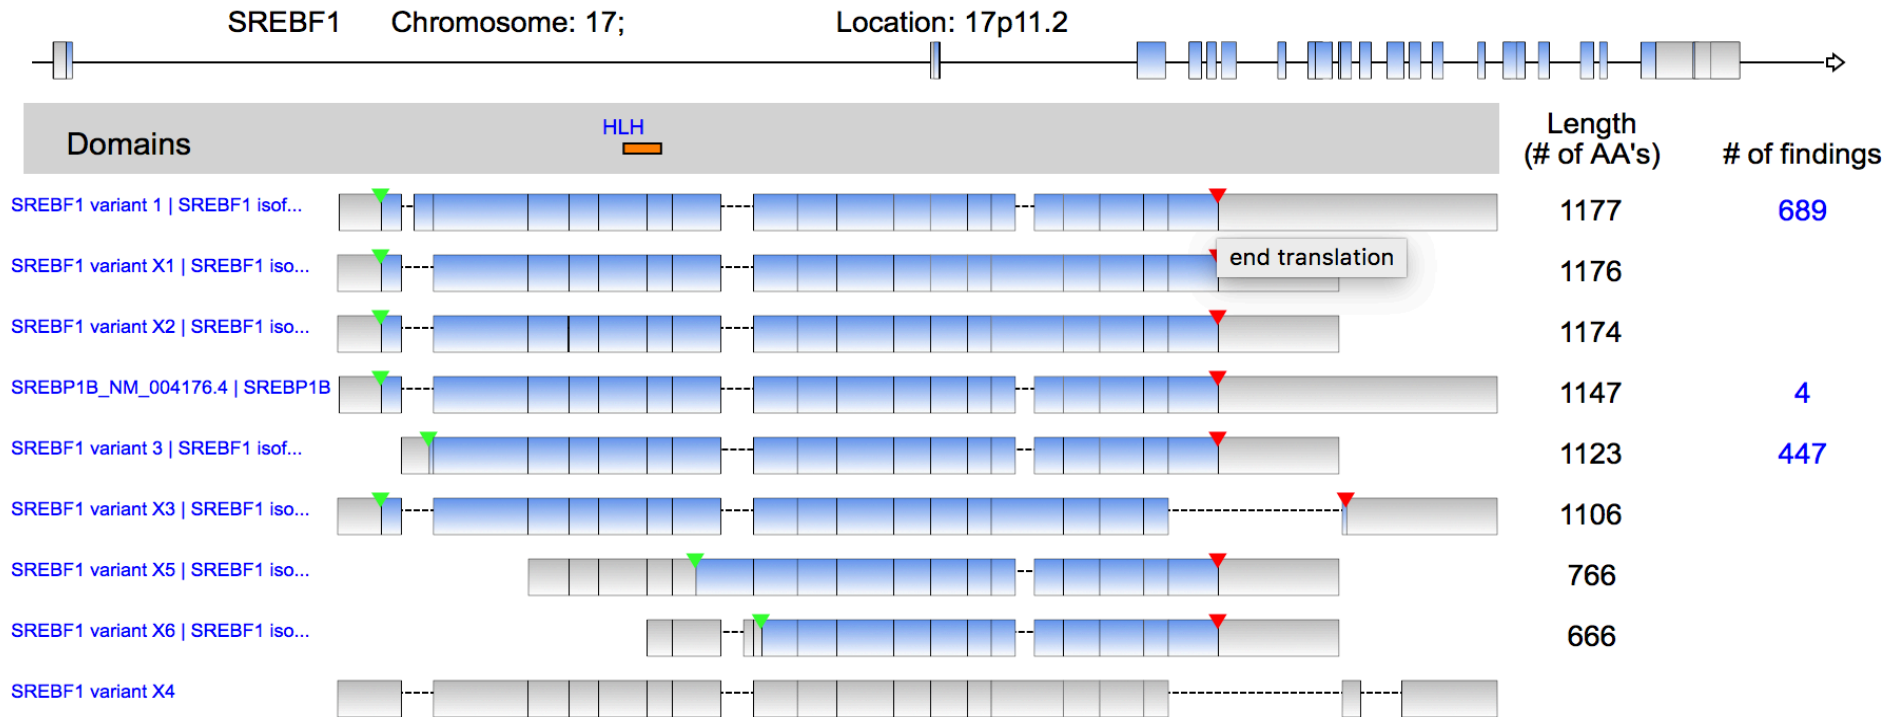 SREBF1 Chromosome: 17; Location: 17p11.2
HLH
Domains
Length
(# of AA's) # of findings
SREBF1 variant 1 | SREBF1 isof... 1177 689
end translation
SREBF1 variant X1 | SREBF1 iso... 1176
SREBF1 variant X2 | SREBF1 iso... 1174
SREBP1B_NM_004176.4 | SREBP1B 1147 4
SREBF1 variant 3 | SREBF1 isof... 1123 447
SREBF1 variant X3 | SREBF1 iso... 1106
SREBF1 variant X5 | SREBF1 iso... 766
SREBF1 variant X6 | SREBF1 iso... 666
SREBF1 variant X4